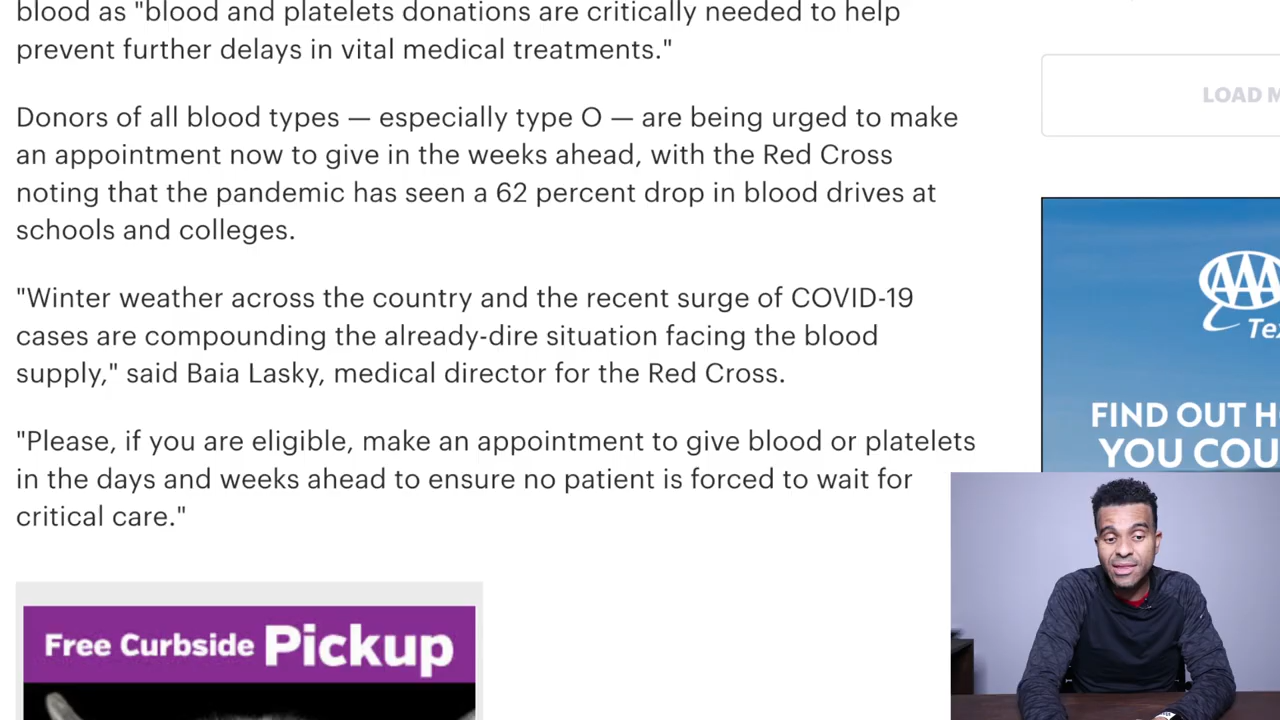 blood as "blood and platelets donations are critically needed to help
prevent further delays in vital medical treatments."
Donors of all blood types — especially type O — are being urged to make
an appointment now to give in the weeks ahead, with the Red Cross
noting that the pandemic has seen a 62 percent drop in blood drives at
schools and colleges.
"Winter weather across the country and the recent surge of COVID-19
cases are compounding the already-dire situation facing the blood
supply," said Baia Lasky, medical director for the Red Cross.
"Please, if you are eligible, make an appointment to give blood or platelets
in the days and weeks ahead to ensure no patient is forced to wait for
critical care."
Free Curbside Pickup
LOAD M
AAA
Te
FIND OUT H
YOU COU